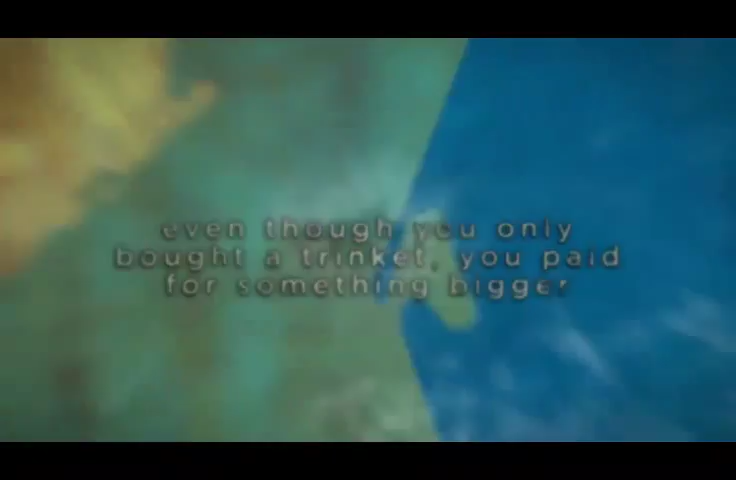 even though you only
bought a trinket, you paid
for something bigger